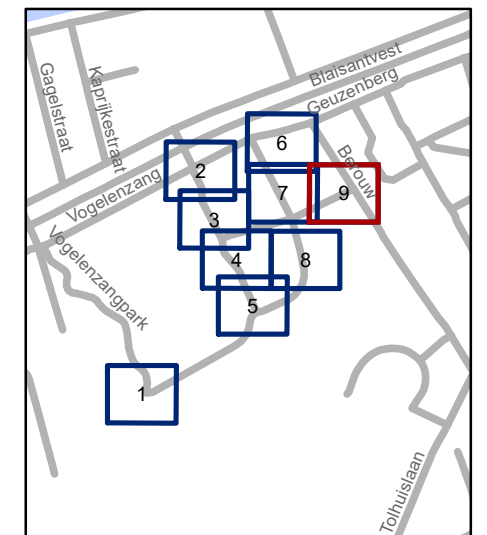 Blaisantvest
Gagelstraat
Kaprijkestraat
Geuzenberg
6
Berouw
2
Vogelenzang
7
9
3
Vogelenzangpark
4
8
5
1
Tolhuislaan